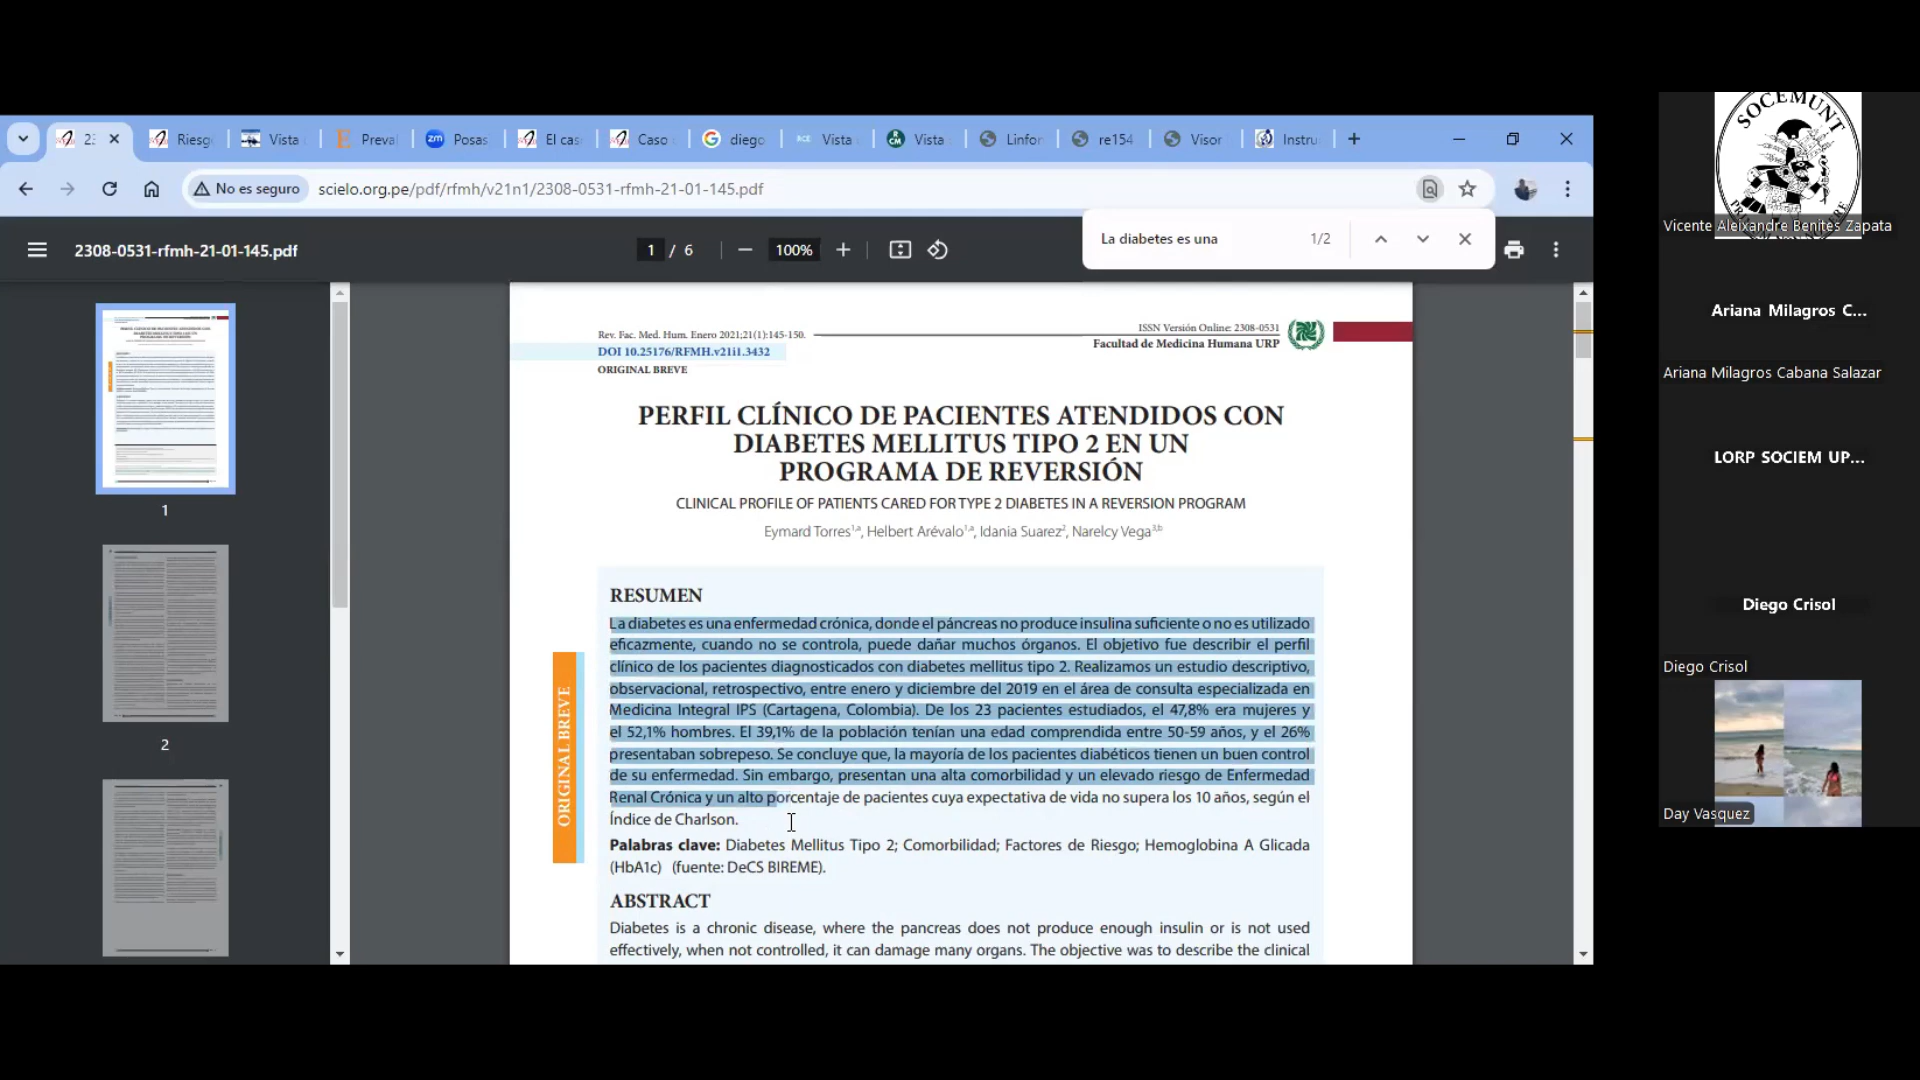 2:
Riesg
Vista
Preva
zm
Posas
El cas
Caso
diego
Vista
Vista
Linfor
re154
Visor
Instru
No es seguro
scielo.org.pe/pdf/rfmh/v21n1/2308-0531-rfmh-21-01-145.pdf
2308-0531-rfmh-21-01-145.pdf
1 / 6
100%
La diabetes es una
1/2
1
2
Rev. Fac. Med. Hum. Enero 2021;21(1):145-150.
ISSN Versión Online: 2308-0531
Facultad de Medicina Humana URP
DOI 10.25176/RFMH.v21i1.3432
ORIGINAL BREVE
PERFIL CLÍNICO DE PACIENTES ATENDIDOS CON
DIABETES MELLITUS TIPO 2 EN UN
PROGRAMA DE REVERSIÓN
CLINICAL PROFILE OF PATIENTS CARED FOR TYPE 2 DIABETES IN A REVERSION PROGRAM
Eymard Torres1,a, Helbert Arévalo1,a, Idania Suarez2, Narelcy Vega3,b
RESUMEN
La diabetes es una enfermedad crónica, donde el páncreas no produce insulina suficiente o no es utilizado
eficazmente, cuando no se controla, puede dañar muchos órganos. El objetivo fue describir el perfil
clínico de los pacientes diagnosticados con diabetes mellitus tipo 2. Realizamos un estudio descriptivo,
observacional, retrospectivo, entre enero y diciembre del 2019 en el área de consulta especializada en
Medicina Integral IPS (Cartagena, Colombia). De los 23 pacientes estudiados, el 47,8% era mujeres y
el 52,1% hombres. El 39,1% de la población tenían una edad comprendida entre 50-59 años, y el 26%
presentaban sobrepeso. Se concluye que, la mayoría de los pacientes diabéticos tienen un buen control
de su enfermedad. Sin embargo, presentan una alta comorbilidad y un elevado riesgo de Enfermedad
Renal Crónica y un alto porcentaje de pacientes cuya expectativa de vida no supera los 10 años, según el
Índice de Charlson.
Palabras clave: Diabetes Mellitus Tipo 2; Comorbilidad; Factores de Riesgo; Hemoglobina A Glicada
(HbA1c) (fuente: DeCS BIREME).
ABSTRACT
Diabetes is a chronic disease, where the pancreas does not produce enough insulin or is not used
effectively, when not controlled, it can damage many organs. The objective was to describe the clinical
ORIGINAL BREVE
SOCEMUNT
Vicente Aleixandre Benites Zapata
Ariana Milagros C...
Ariana Milagros Cabana Salazar
LORP SOCIEM UP...
Diego Crisol
Diego Crisol
Day Vasquez